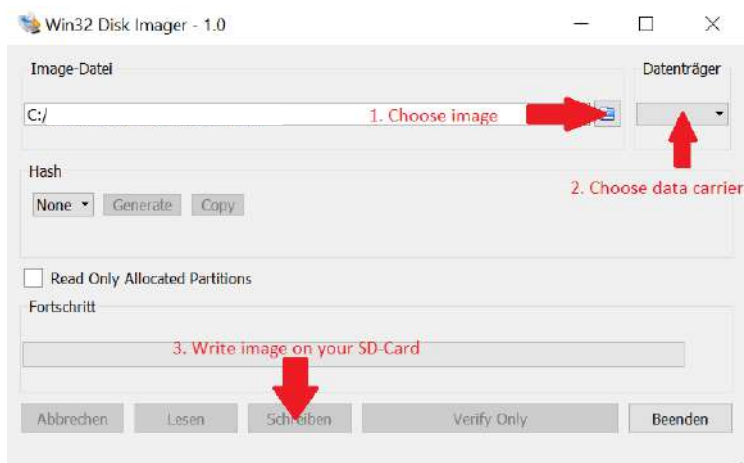 Win32 Disk Imager - 1.0
Image-Datei
Datenträger
C:/
1. Choose image
Hash
2. Choose data carrier
None
Generate
Copy
Read Only Allocated Partitions
Fortschritt
3. Write image on your SD-Card
Abbrechen
Lesen
Schreiben
Verify Only
Beenden